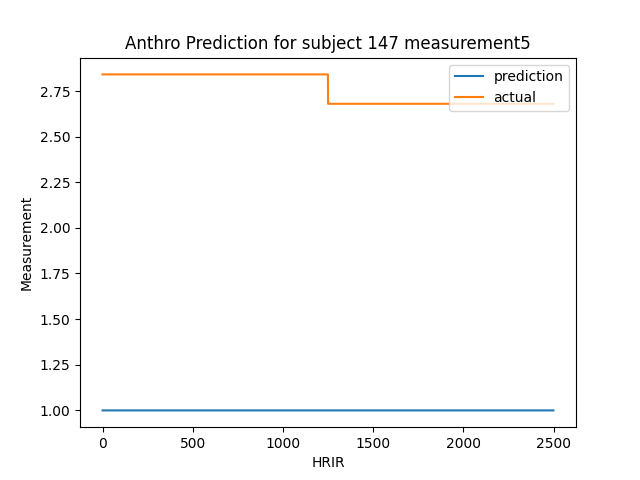 Anthro Prediction for subject 147 measurement5
prediction
actual
2.75
2.50
2.25
2.00
1.75
1.50
1.25
1.00
Measurement
0 500 1000 1500 2000 2500
HRIR